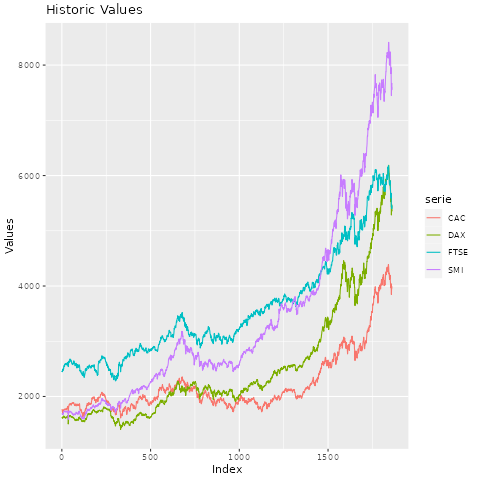 Historic Values
Values
8000
6000
4000
2000
0
500
1000
1500
Index
serie
CAC
DAX
FTSE
SMI